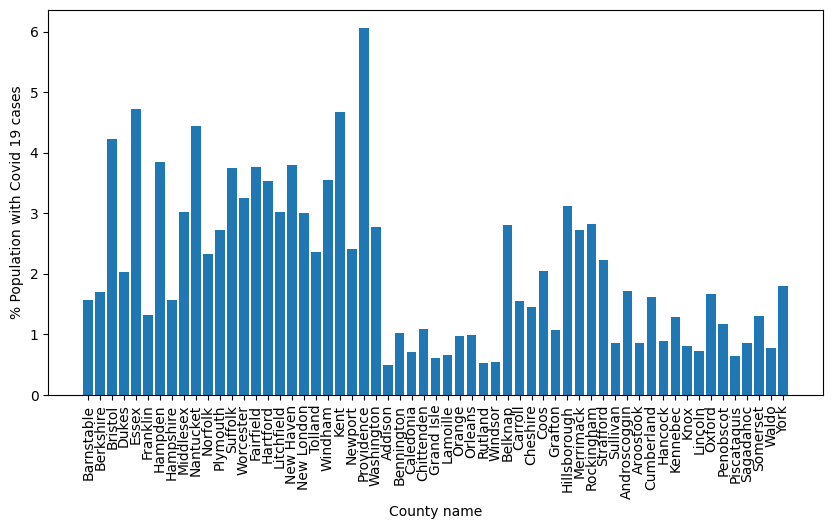 % Population with Covid 19 cases
6
5
4
3
2
1
0
Barnstable
Berkshire
Bristol
Dukes
Essex
Franklin
Hampden
Hampshire
Middlesex
Nantucket
Norfolk
Plymouth
Suffolk
Worcester
Fairfield
Hartford
Litchfield
New Haven
New London
Tolland
Windham
Kent
Newport
Providence
Washington
Addison
Bennington
Caledonia
Chittenden
Grand Isle
Lamoille
Orange
Orleans
Rutland
Windsor
Belknap
Carroll
Cheshire
Coos
Grafton
Hillsborough
Merrimack
Rockingham
Strafford
Sullivan
Androscoggin
Aroostook
Cumberland
Hancock
Kennebec
Knox
Lincoln
Oxford
Penobscot
Piscataquis
Sagadahoc
Somerset
Waldo
York
County name